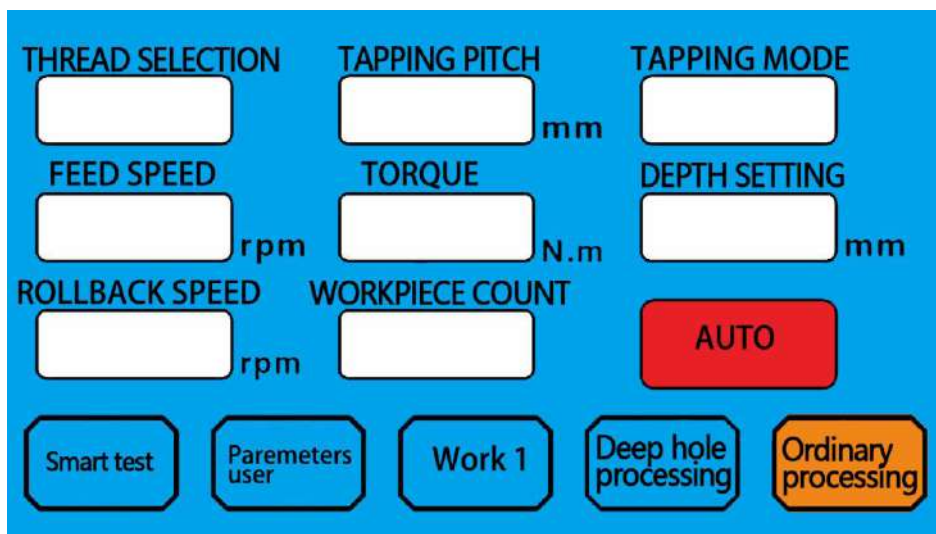 THREAD SELECTION
TAPPING PITCH
TAPPING MODE
mm
FEED SPEED
TORQUE
DEPTH SETTING
rpm
N.m
mm
ROLLBACK SPEED
WORKPIECE COUNT
rpm
AUTO
Smart test
Paremeters
user
Work 1
Deep hole
processing
Ordinary
processing